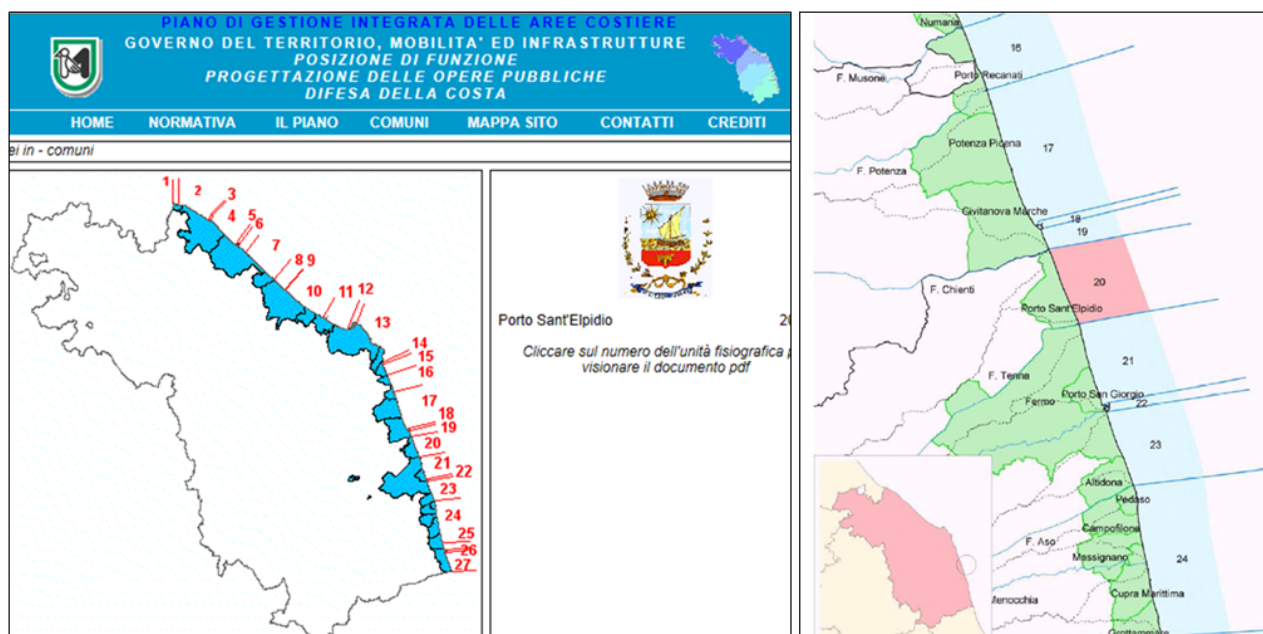 PIANO DI GESTIONE INTEGRATA DELLE AREE COSTIERE
GOVERNO DEL TERRITORIO, MOBILITA' ED INFRASTRUTTURE
POSIZIONE DI FUNZIONE
PROGETTAZIONE DELLE OPERE PUBBLICHE
DIFESA DELLA COSTA
HOME NORMATIVA IL PIANO COMUNI MAPPA SITO CONTATTI CREDITI
ei in - comuni
1
2
3
4
5
6
7
8 9
10
11
12
13
14
15
16
17
18
19
20
21
22
23
24
25
26
27
Porto Sant'Elpidio 20
Cliccare sul numero dell'unità fisiografica p
visionare il documento pdf
Numana
16
F. Musone
Porto Recanati
Potenza Picena
17
F. Potenza
Civitanova Marche
18
19
20
F. Chienti
Porto Sant'Elpidio
21
F. Tenna
Porto San Giorgio
Fermo
22
23
Altidona
Pedaso
Campofilone
F. Aso
Massignano
24
Menocchia
Cupra Marittima
Grottammare